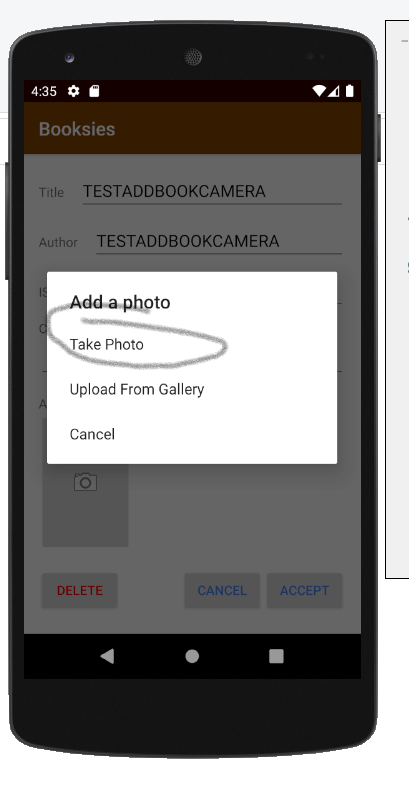 4:35
Booksies
Title TESTADDBOOKCAMERA
Author TESTADDBOOKCAMERA
IS
Add a photo
C
Take Photo
Upload From Gallery
A
Cancel
DELETE CANCEL ACCEPT